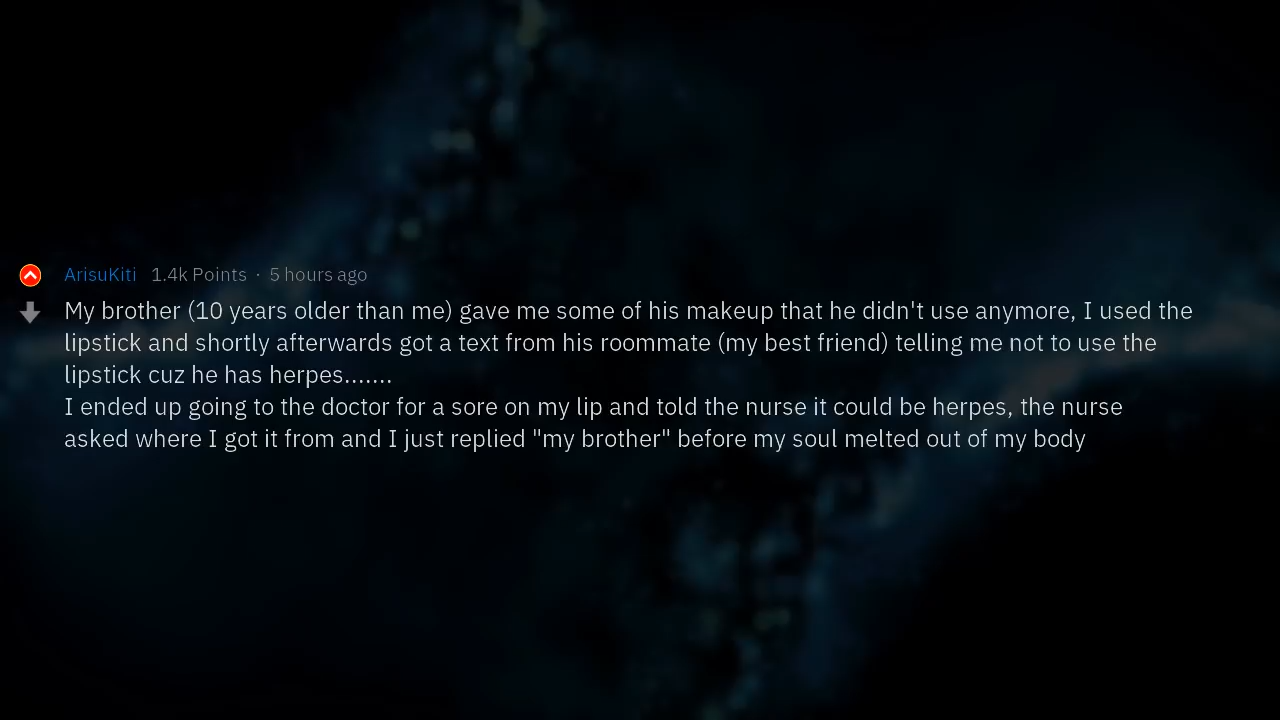 ArisuKiti 1.4k Points · 5 hours ago
My brother (10 years older than me) gave me some of his makeup that he didn't use anymore, I used the
lipstick and shortly afterwards got a text from his roommate (my best friend) telling me not to use the
lipstick cuz he has herpes.......
I ended up going to the doctor for a sore on my lip and told the nurse it could be herpes, the nurse
asked where I got it from and I just replied "my brother" before my soul melted out of my body